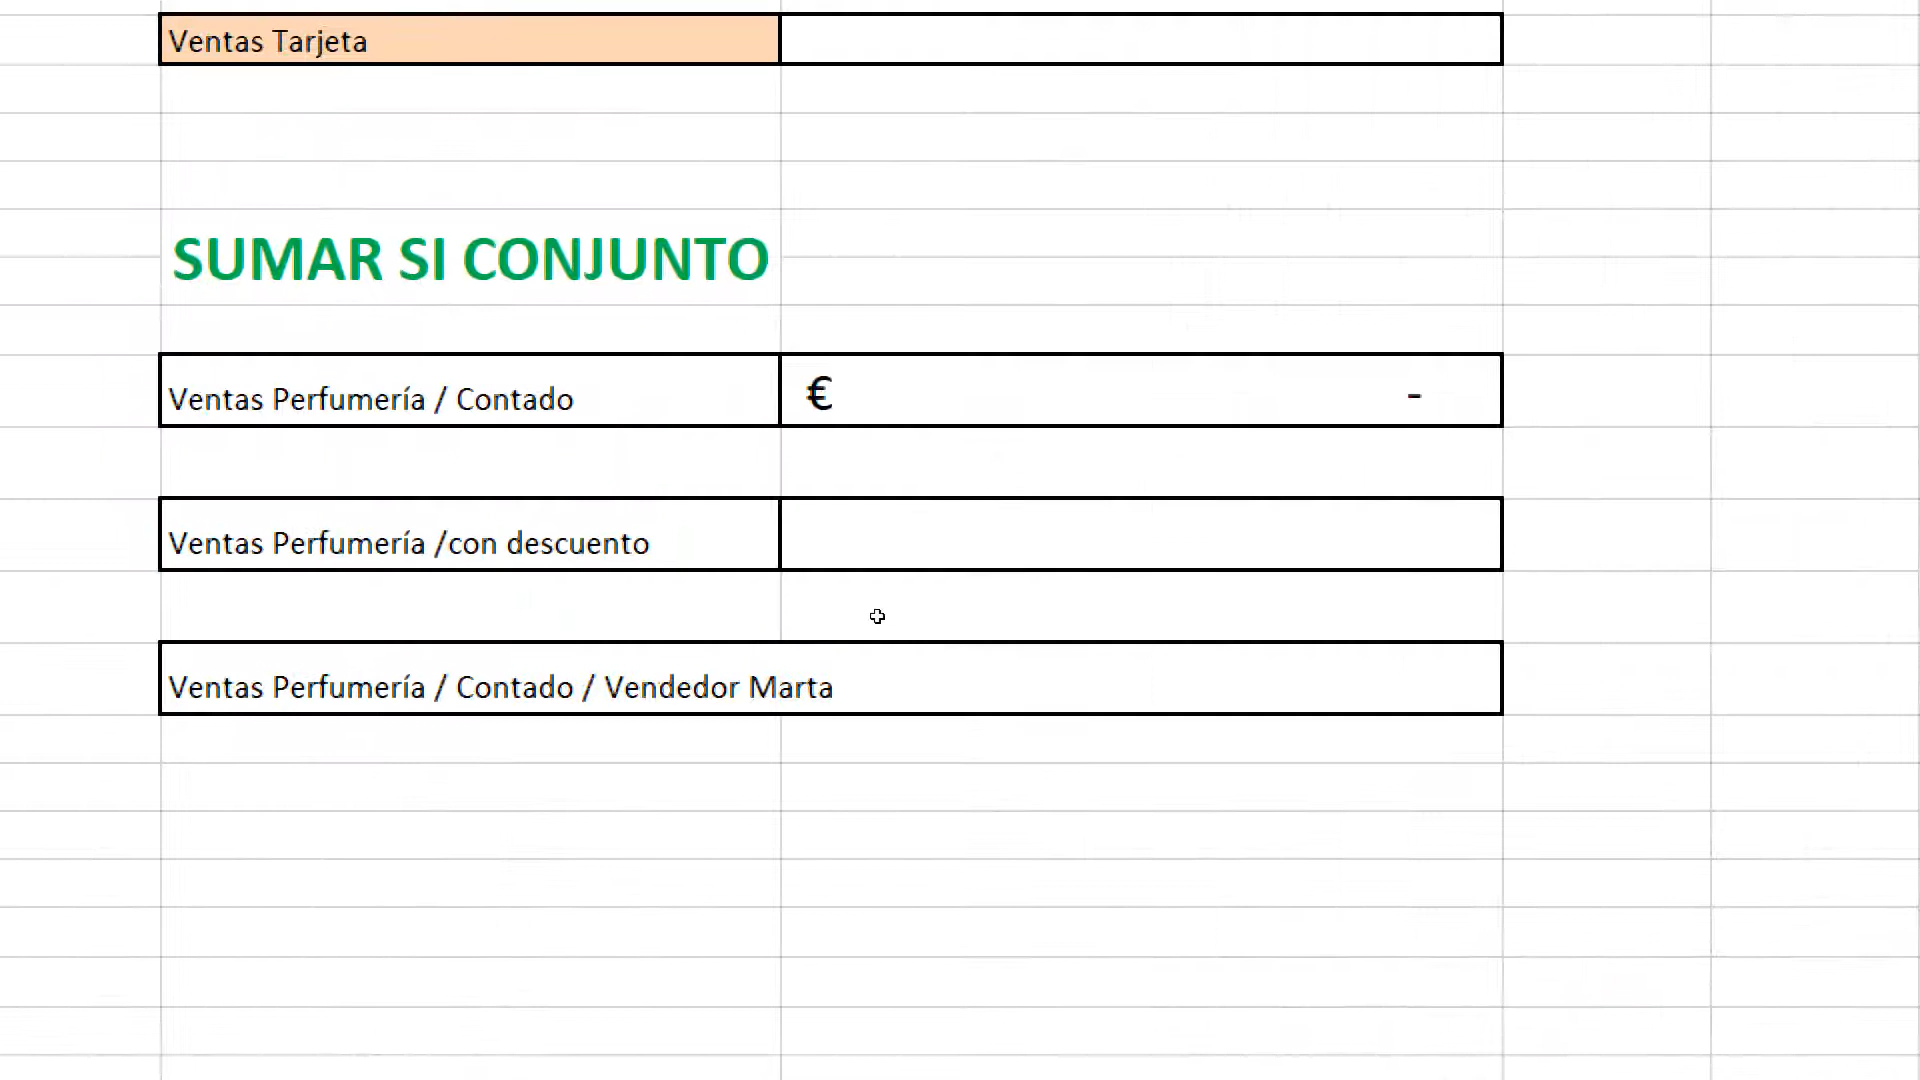 Ventas Tarjeta
SUMAR SI CONJUNTO
Ventas Perfumería / Contado € -
Ventas Perfumería /con descuento
Ventas Perfumería / Contado / Vendedor Marta